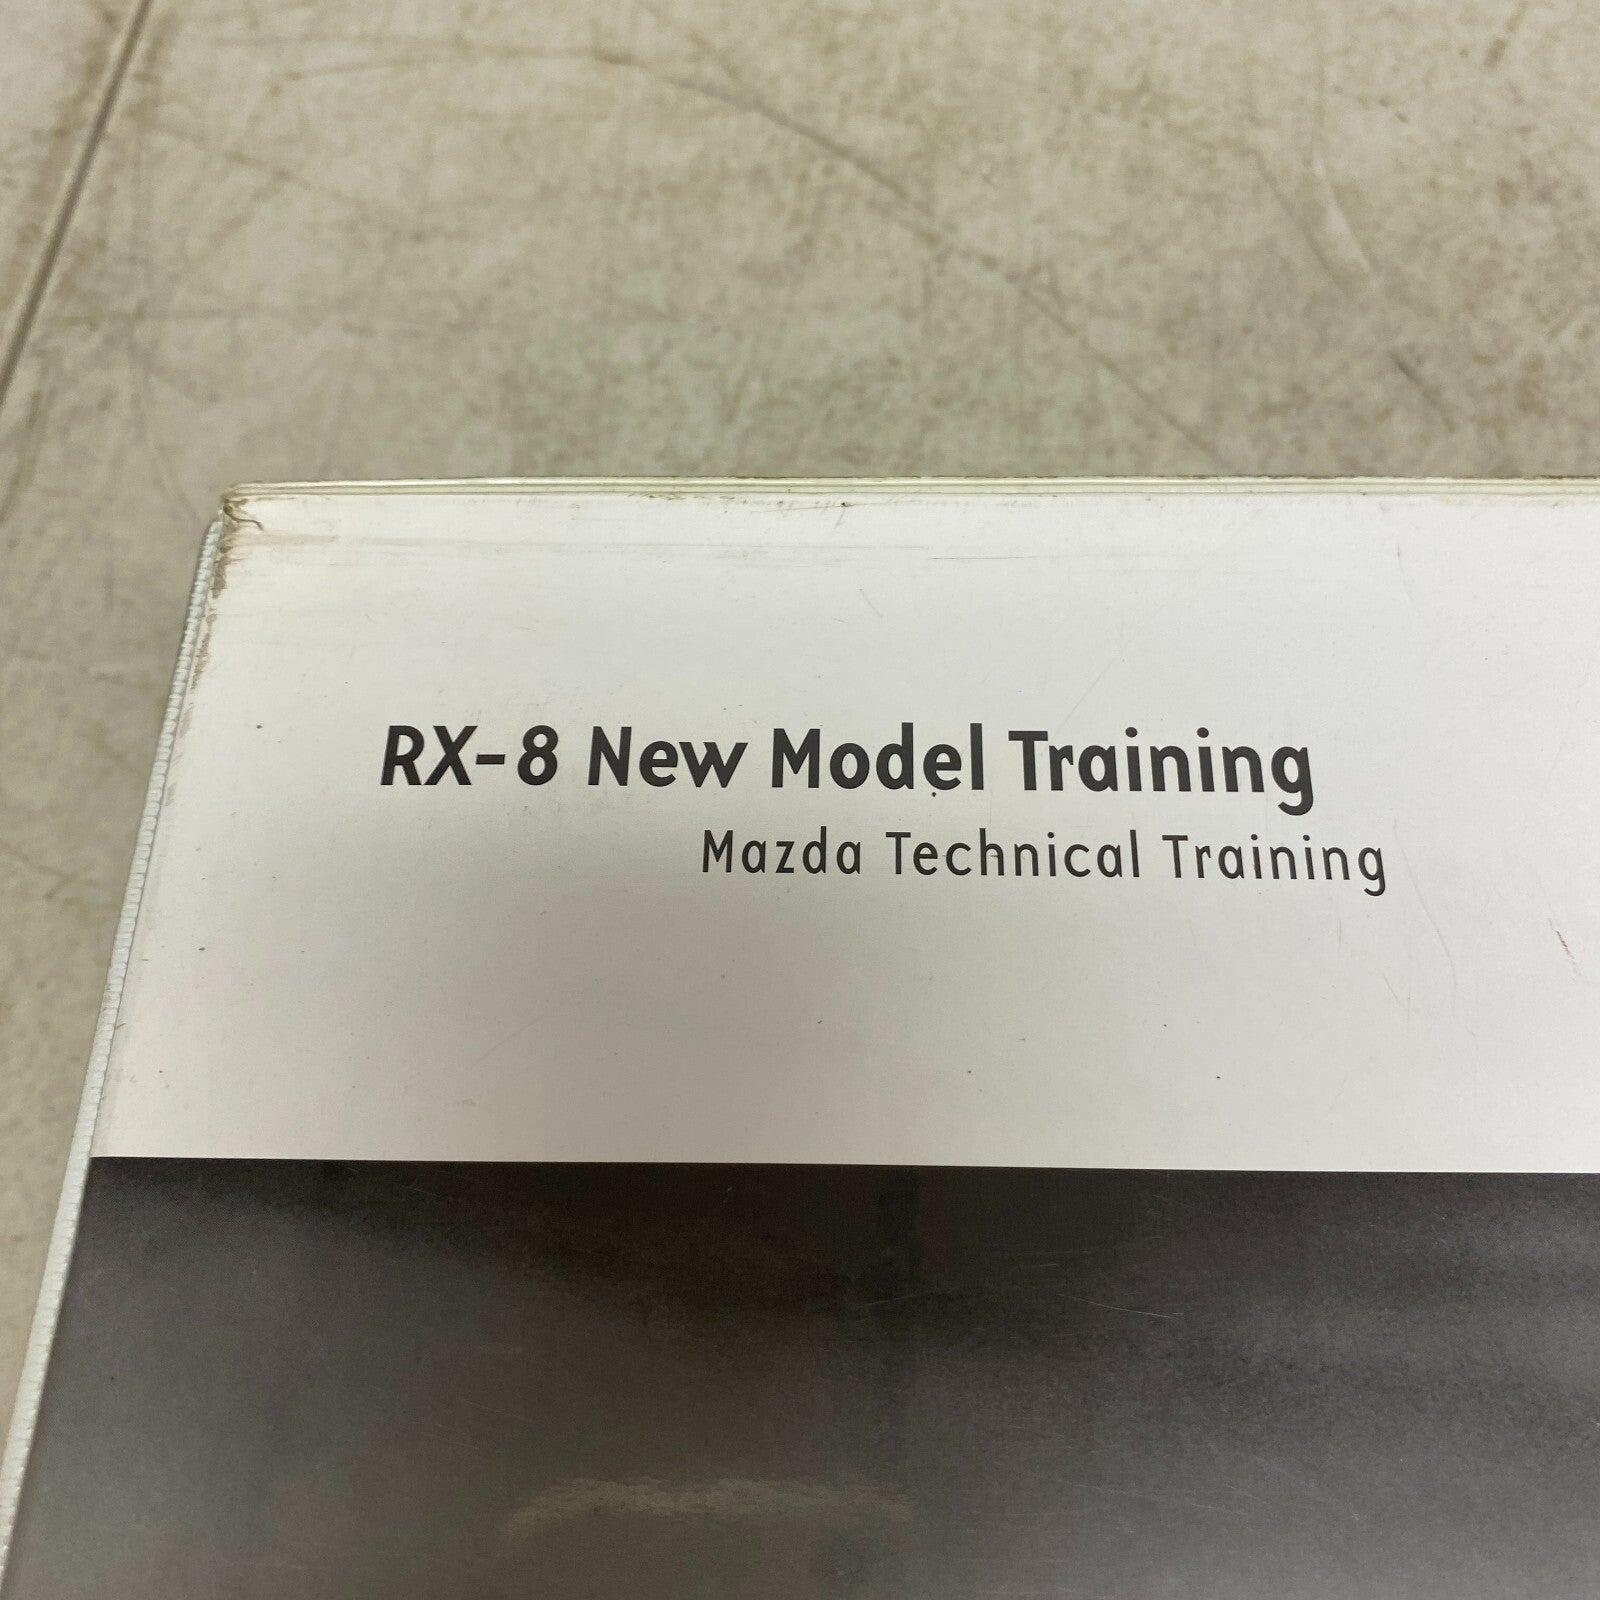 RX-8 New Model Training
Mazda Technical Training